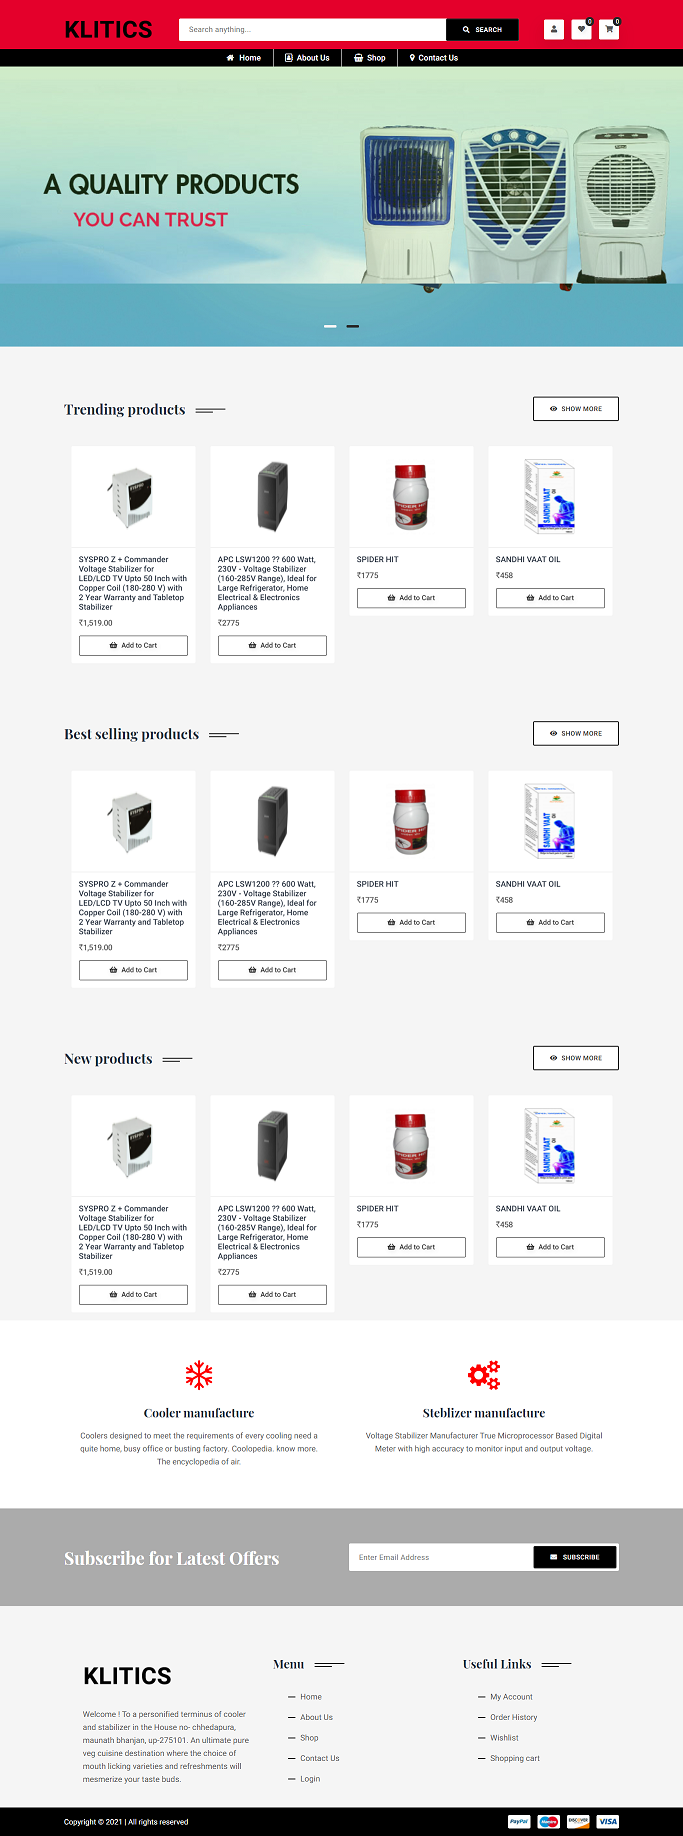 KLITICS
Search anything...
SEARCH
0
0
Home
About Us
Shop
Contact Us
A QUALITY PRODUCTS
YOU CAN TRUST
Trending products
SHOW MORE
SYSPRO Z + Commander
Voltage Stabilizer for
LED/LCD TV Upto 50 Inch with
Copper Coil (180-280 V) with
2 Year Warranty and Tabletop
Stabilizer
₹1,519.00
Add to Cart
APC LSW1200 ?? 600 Watt,
230V - Voltage Stabilizer
(160-285V Range), Ideal for
Large Refrigerator, Home
Electrical & Electronics
Appliances
₹2775
Add to Cart
SPIDER HIT
SPIDER HIT
₹1775
Add to Cart
SANDHI VAAT
SANDHI VAAT OIL
₹458
Add to Cart
Best selling products
SHOW MORE
SYSPRO Z + Commander
Voltage Stabilizer for
LED/LCD TV Upto 50 Inch with
Copper Coil (180-280 V) with
2 Year Warranty and Tabletop
Stabilizer
₹1,519.00
Add to Cart
APC LSW1200 ?? 600 Watt,
230V - Voltage Stabilizer
(160-285V Range), Ideal for
Large Refrigerator, Home
Electrical & Electronics
Appliances
₹2775
Add to Cart
SPIDER HIT
SPIDER HIT
₹1775
Add to Cart
SANDHI VAAT
SANDHI VAAT OIL
₹458
Add to Cart
New products
SHOW MORE
SYSPRO Z + Commander
Voltage Stabilizer for
LED/LCD TV Upto 50 Inch with
Copper Coil (180-280 V) with
2 Year Warranty and Tabletop
Stabilizer
₹1,519.00
Add to Cart
APC LSW1200 ?? 600 Watt,
230V - Voltage Stabilizer
(160-285V Range), Ideal for
Large Refrigerator, Home
Electrical & Electronics
Appliances
₹2775
Add to Cart
SPIDER HIT
SPIDER HIT
₹1775
Add to Cart
SANDHI VAAT
SANDHI VAAT OIL
₹458
Add to Cart
Cooler manufacture
Coolers designed to meet the requirements of every cooling need a
quite home, busy office or busting factory. Coolopedia. know more.
The encyclopedia of air.
Steblizer manufacture
Voltage Stabilizer Manufacturer True Microprocessor Based Digital
Meter with high accuracy to monitor input and output voltage.
Subscribe for Latest Offers
Enter Email Address
SUBSCRIBE
KLITICS
Welcome ! To a personified terminus of cooler
and stabilizer in the House no- chhedapura,
maunath bhanjan, up-275101. An ultimate pure
veg cuisine destination where the choice of
mouth licking varieties and refreshments will
mesmerize your taste buds.
Menu
Home
About Us
Shop
Contact Us
Login
Useful Links
My Account
Order History
Wishlist
Shopping cart
Copyright © 2021 | All rights reserved
PayPal
Maestro
DISCOVER
VISA